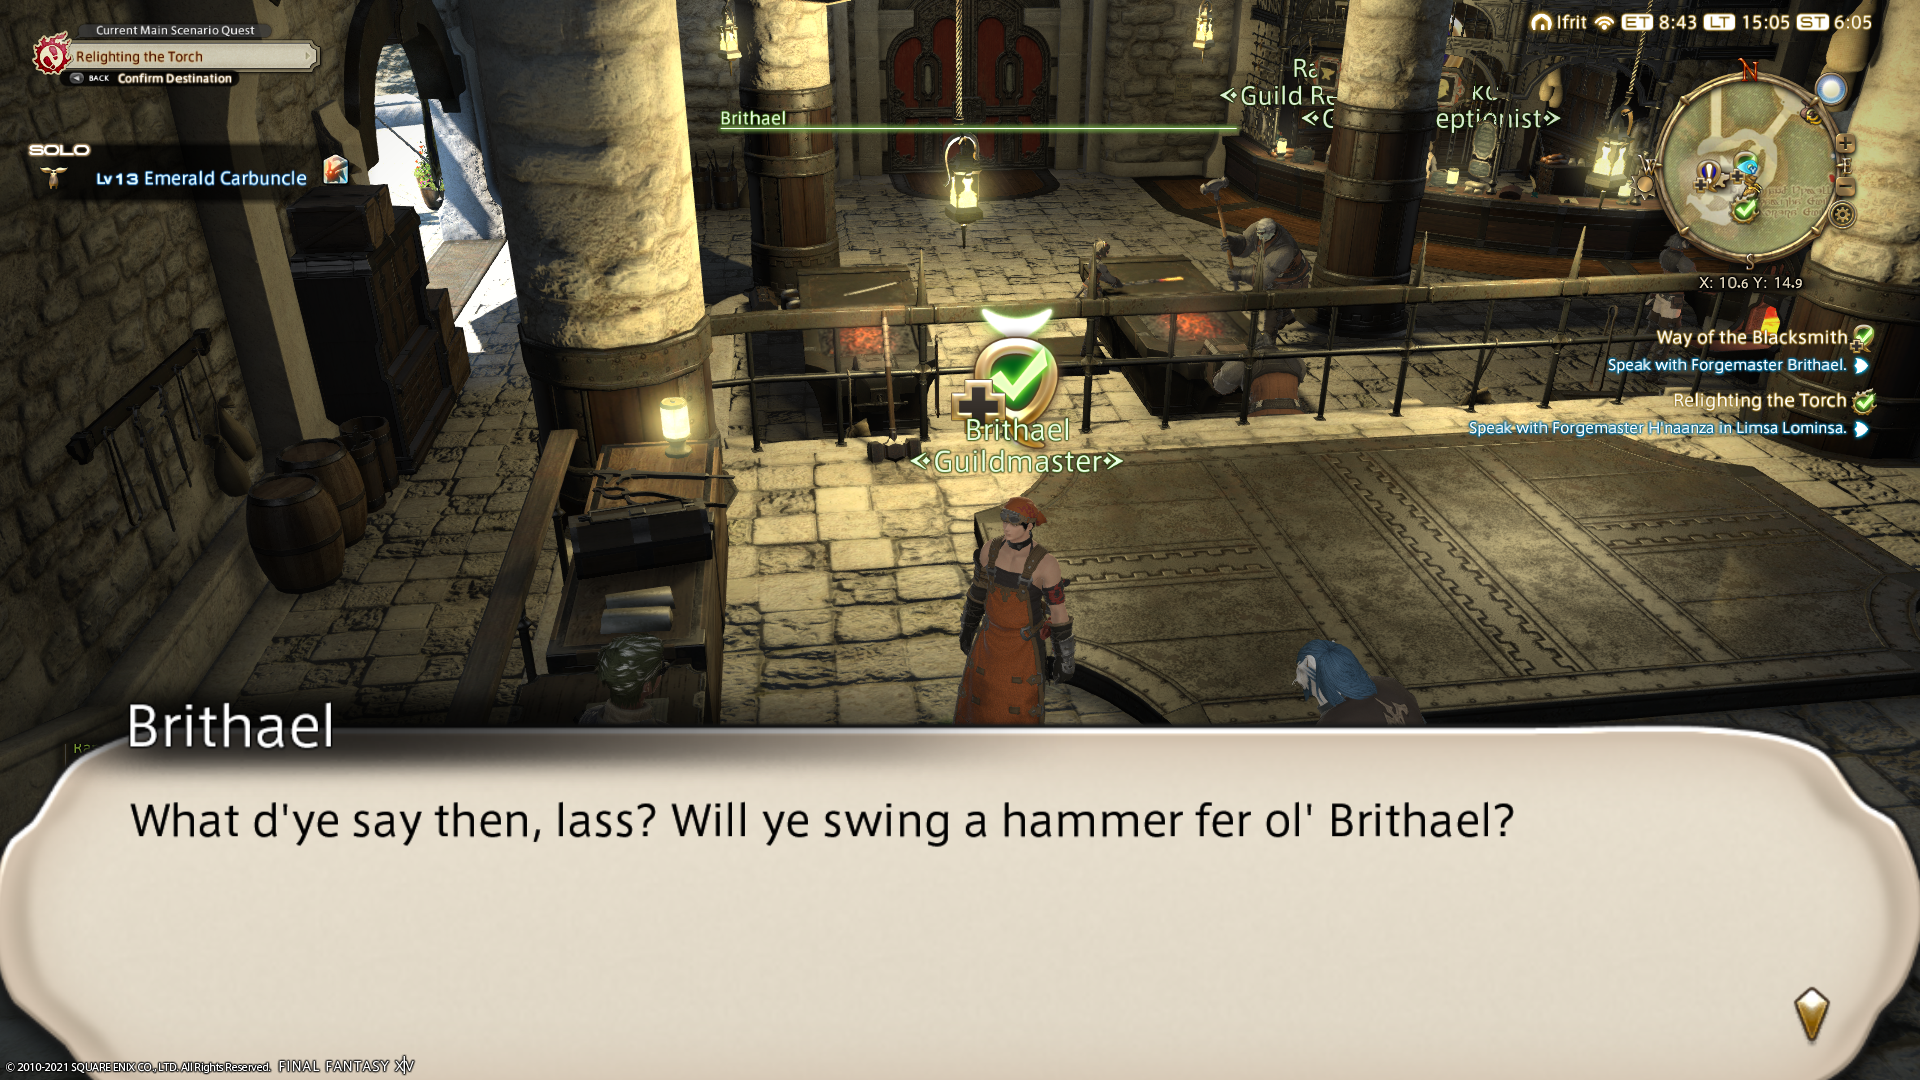 Current Main Scenario Quest
Relighting the Torch
BACK Confirm Destination
Ifrit ET 8:43 LT 15:05 ST 6:05
SOLO
Lv13 Emerald Carbuncle
Brithael
Guild
eptionist
N
W
E
S
X: 10.6 Y: 14.9
Way of the Blacksmith
Speak with Forgemaster Brithael.
Relighting the Torch
Speak with Forgemaster H'naanza in Limsa Lominsa.
Brithael
Guildmaster
Brithael
What d'ye say then, lass? Will ye swing a hammer fer ol' Brithael?
© 2010-2021 SQUARE ENIX CO., LTD. All Rights Reserved. FINAL FANTASY XIV